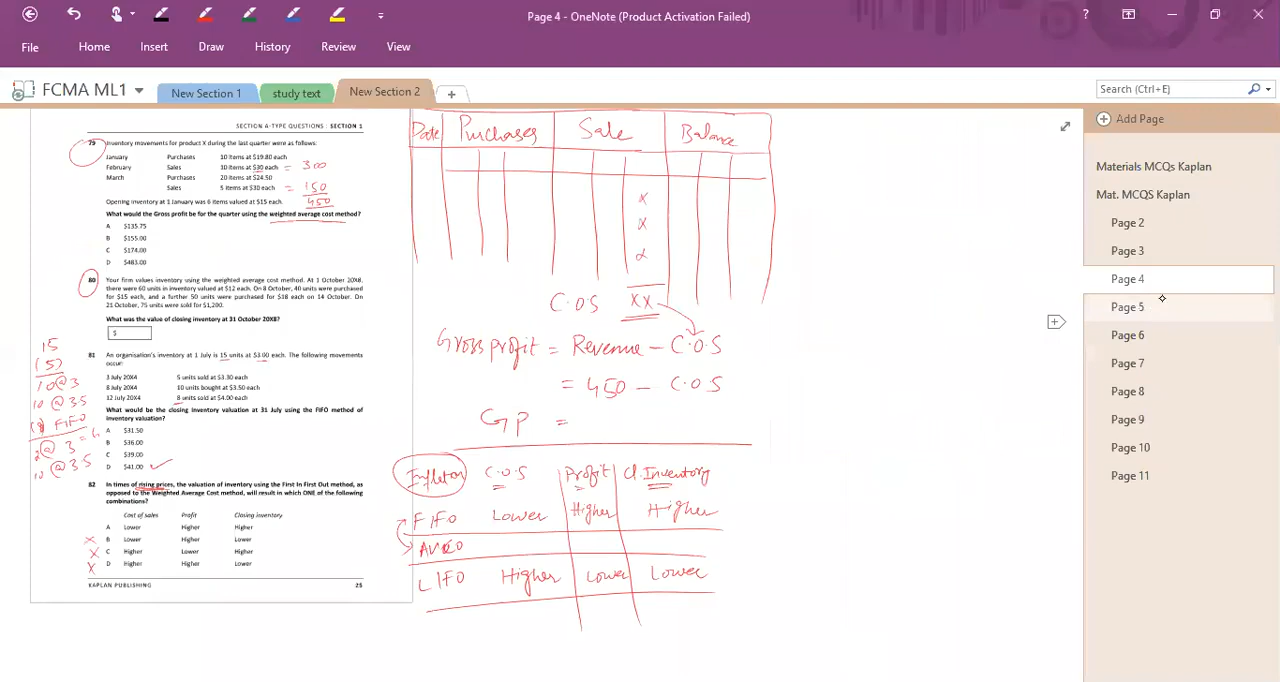 Page 4 - OneNote (Product Activation Failed)
?
File Home Insert Draw History Review View
FCMA ML1 New Section 1 study text New Section 2 +
Search (Ctrl+E)
Add Page
Materials MCQs Kaplan
Mat. MCQS Kaplan
Page 2
Page 3
Page 4
Page 5
Page 6
Page 7
Page 8
Page 9
Page 10
Page 11
SECTION A-TYPE QUESTIONS : SECTION 1
79 Inventory movements for product X during the last quarter were as follows:
January Purchases 10 items at $19.80 each
February Sales 10 items at $30 each = 300
March Purchases 20 items at $24.50
Sales 5 items at $30 each = 150
Opening inventory at 1 January was 6 items valued at $15 each. 450
What would the Gross profit be for the quarter using the weighted average cost method?
A $135.75
B $155.00
C $174.00
D $483.00
80 Your firm values inventory using the weighted average cost method. At 1 October 20X8,
there were 60 units in inventory valued at $12 each. On 8 October, 40 units were purchased
for $15 each, and a further 50 units were purchased for $18 each on 14 October. On
21 October, 75 units were sold for $1,200.
What was the value of closing inventory at 31 October 20X8?
$
81 An organisation's inventory at 1 July is 15 units at $3.00 each. The following movements
occur:
3 July 20X4 5 units sold at $3.30 each
8 July 20X4 10 units bought at $3.50 each
12 July 20X4 8 units sold at $4.00 each
What would be the closing inventory valuation at 31 July using the FIFO method of
inventory valuation?
A $31.50
B $36.00
C $39.00
D $41.00
82 In times of rising prices, the valuation of inventory using the First In First Out method, as
opposed to the Weighted Average Cost method, will result in which ONE of the following
combinations?
Cost of sales Profit Closing inventory
A Lower Higher Higher
X B Lower Higher Lower
X C Higher Lower Higher
X D Higher Higher Lower
KAPLAN PUBLISHING 25
15
(5)
10 @ 3
10 @ 3.5
(8) FIFO
2 @ 3 = 6
10 @ 3.5
Date Purchases Sale Balance
x
x
x
C.O.S XX
Gross profit = Revenue - C.O.S
= 450 - C.O.S
GP =
Inflation C.O.S Profit Cl. Inventory
FIFO Lower Higher Higher
AVCO
LIFO Higher Lower Lower